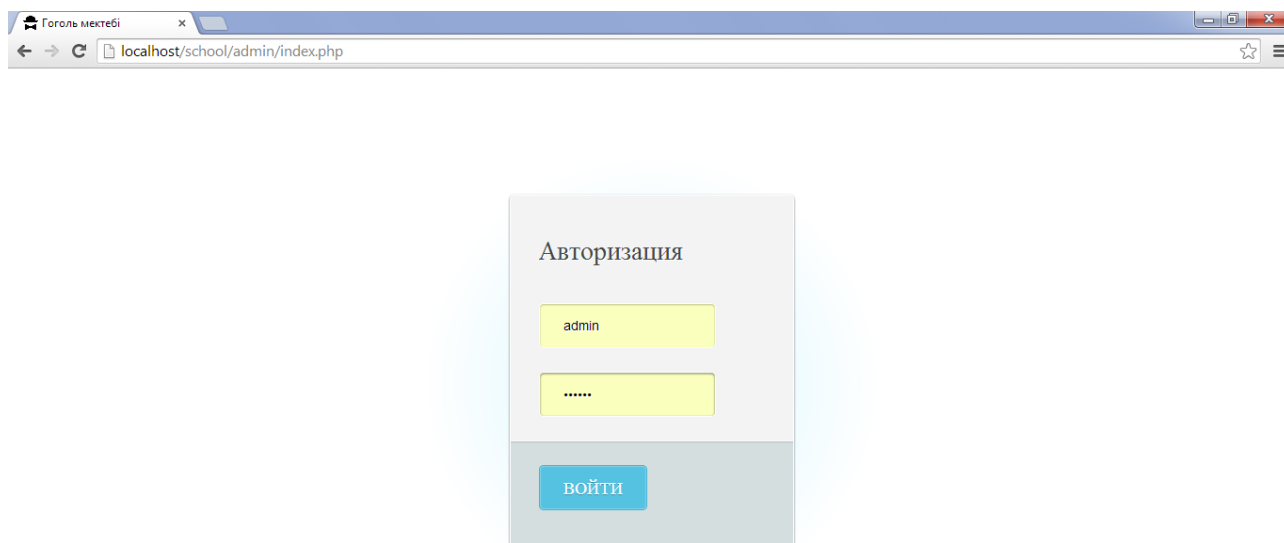 Гоголь мектебі
localhost/school/admin/index.php
Авторизация
admin
••••••
войти